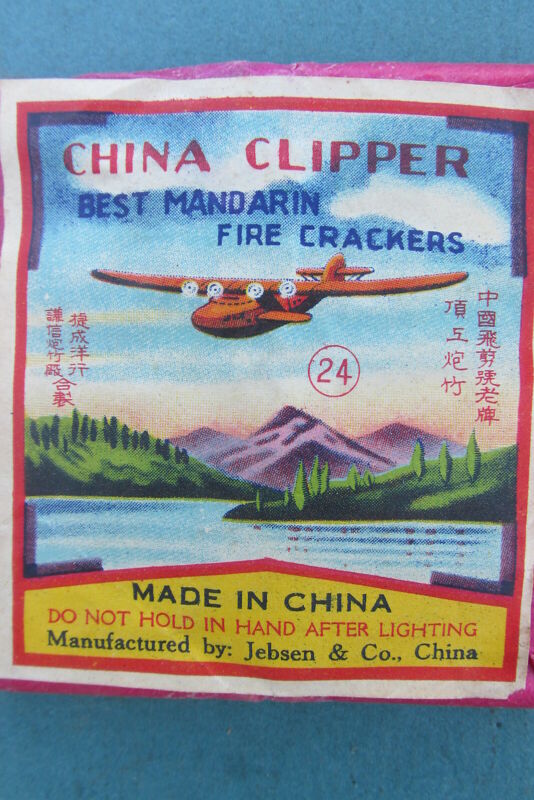 CHINA CLIPPER
BEST MANDARIN
FIRE CRACKERS
中國飛剪號老牌
頂工炮竹
24
捷成洋行
謙信炮竹廠
合製
MADE IN CHINA
DO NOT HOLD IN HAND AFTER LIGHTING
Manufactured by: Jebsen & Co., China